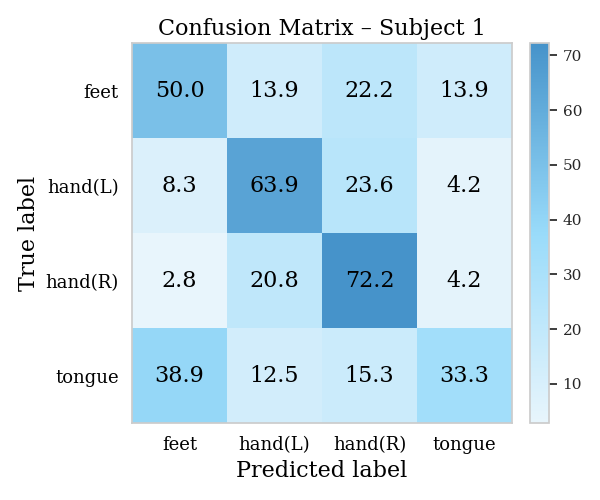 Confusion Matrix – Subject 1
feet 50.0 13.9 22.2 13.9
hand(L) 8.3 63.9 23.6 4.2
hand(R) 2.8 20.8 72.2 4.2
tongue 38.9 12.5 15.3 33.3
feet hand(L) hand(R) tongue
Predicted label
True label
70
60
50
40
30
20
10